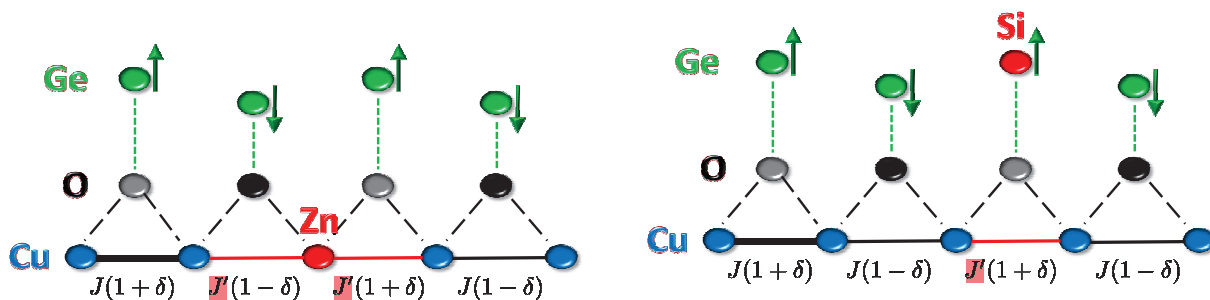 Ge
O
Zn
Cu
J(1 + δ) J′(1 − δ) J′(1 + δ) J(1 − δ)
Si
Ge
O
Cu
J(1 + δ) J(1 − δ) J′(1 + δ) J(1 − δ)